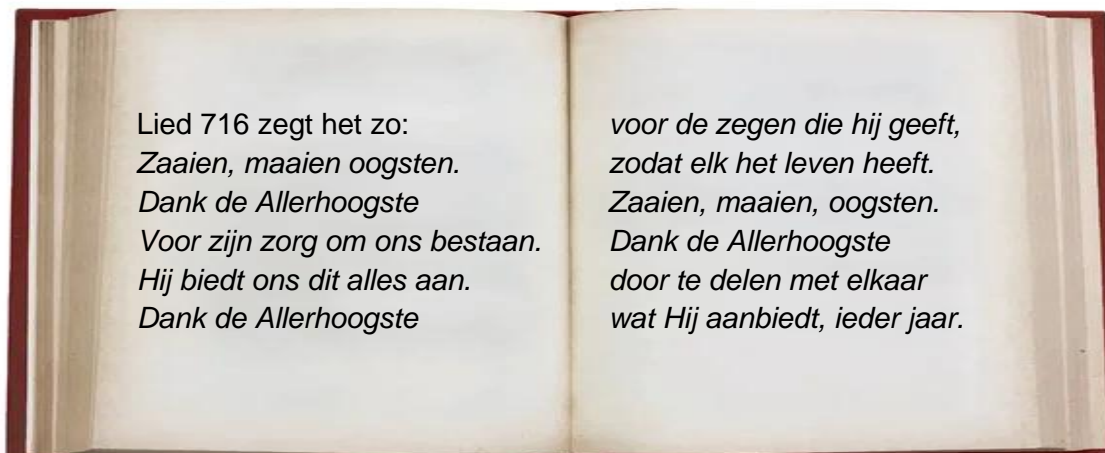 Lied 716 zegt het zo:
Zaaien, maaien oogsten.
Dank de Allerhoogste
Voor zijn zorg om ons bestaan.
Hij biedt ons dit alles aan.
Dank de Allerhoogste
voor de zegen die hij geeft,
zodat elk het leven heeft.
Zaaien, maaien, oogsten.
Dank de Allerhoogste
door te delen met elkaar
wat Hij aanbiedt, ieder jaar.